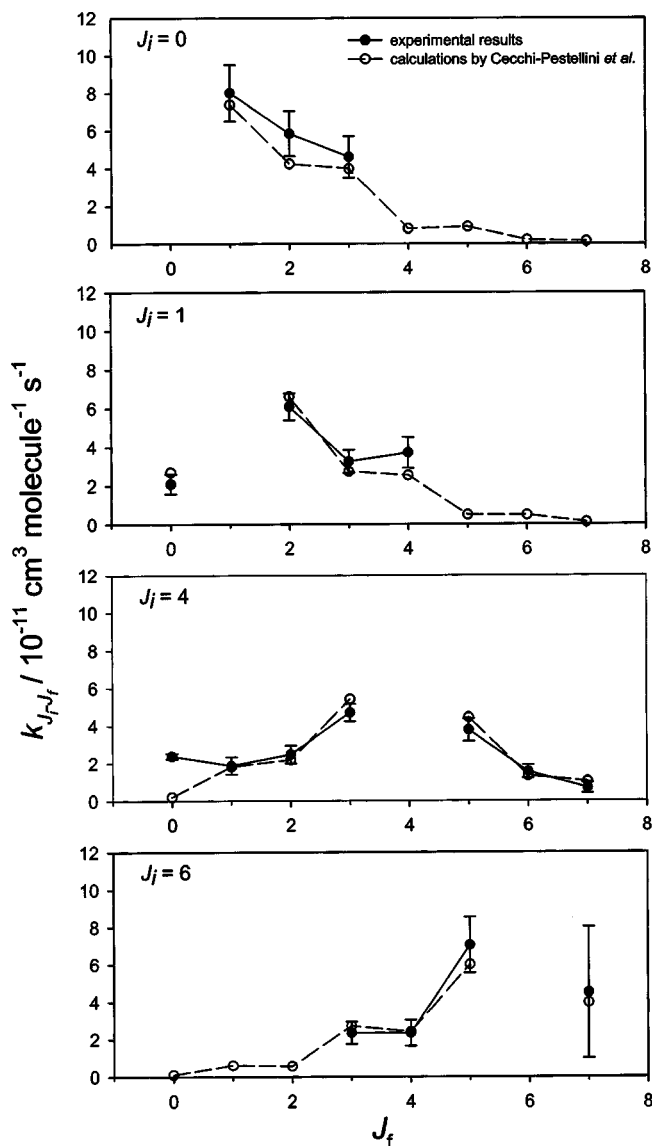 J_i = 0
experimental results
calculations by Cecchi-Pestellini et al.
12
10
8
6
4
2
0
0 2 4 6 8
J_i = 1
12
10
8
6
4
2
0
0 2 4 6 8
k_{J_i-J_f} / 10^{-11} cm^3 molecule^{-1} s^{-1}
J_i = 4
12
10
8
6
4
2
0
0 2 4 6 8
J_i = 6
12
10
8
6
4
2
0
0 2 4 6 8
J_f